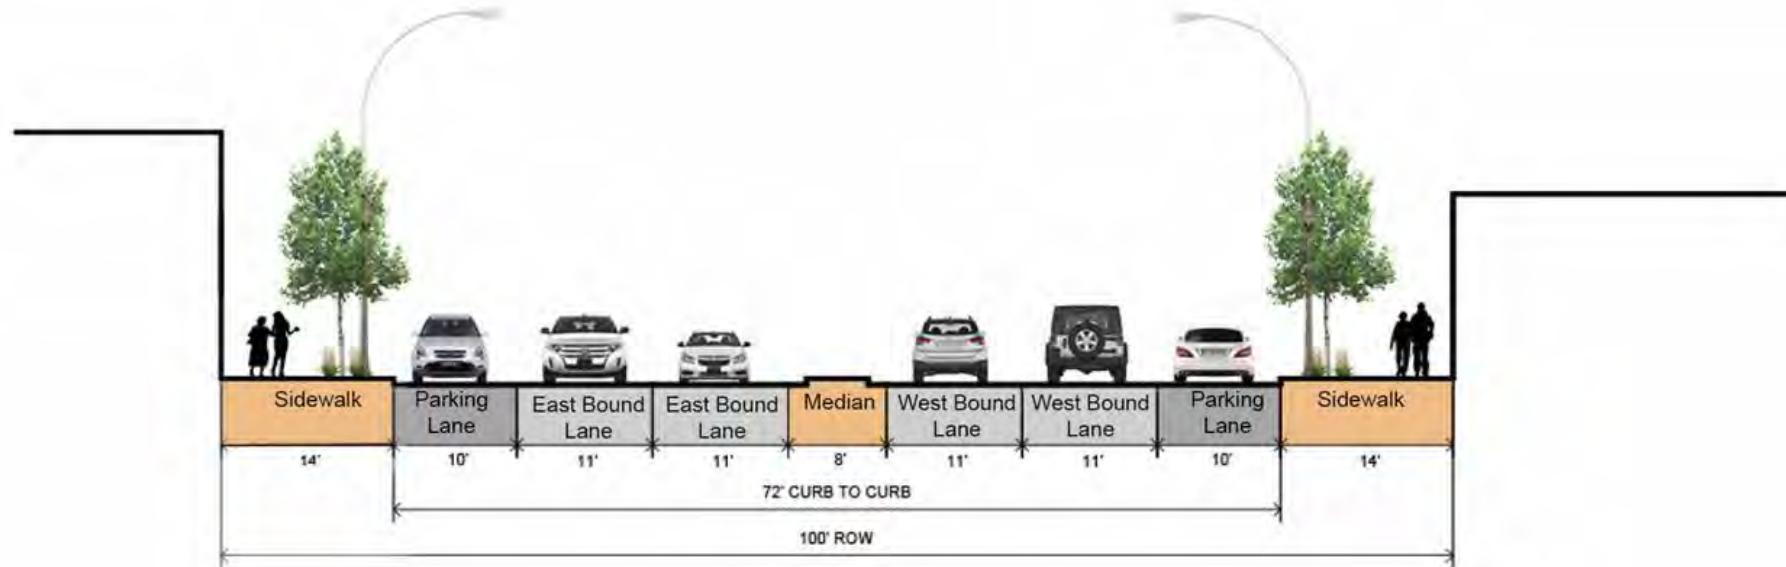 Sidewalk
Parking
Lane
East Bound
Lane
East Bound
Lane
Median
West Bound
Lane
West Bound
Lane
Parking
Lane
Sidewalk
14'
10'
11'
11'
8'
11'
11'
10'
14'
72' CURB TO CURB
100' ROW